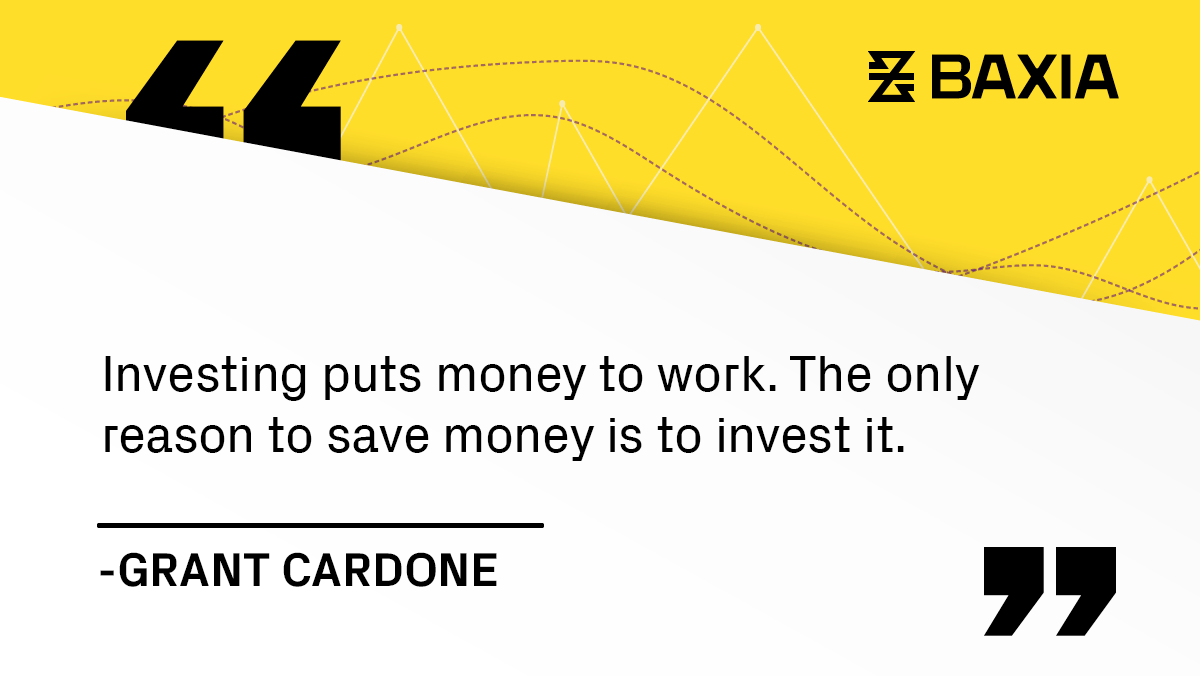 BAXIA
Investing puts money to work. The only
reason to save money is to invest it.
-GRANT CARDONE